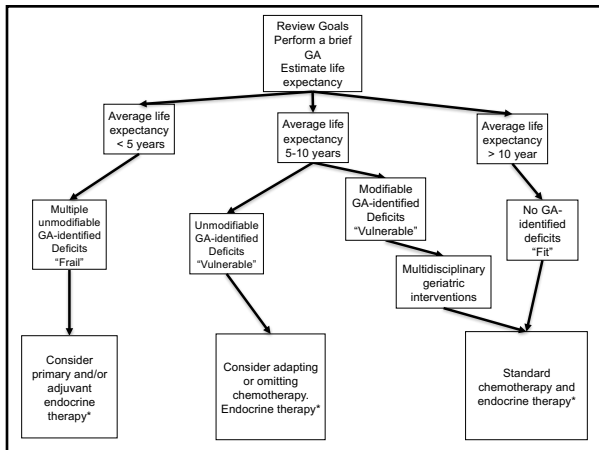 Review Goals
Perform a brief
GA
Estimate life
expectancy
Average life
expectancy
< 5 years
Average life
expectancy
5-10 years
Average life
expectancy
> 10 year
Multiple
unmodifiable
GA-identified
Deficits
“Frail”
Unmodifiable
GA-identified
Deficits
“Vulnerable”
Modifiable
GA-identified
Deficits
“Vulnerable”
No GA-
identified
deficits
“Fit”
Multidisciplinary
geriatric
interventions
Consider
primary and/or
adjuvant
endocrine
therapy*
Consider adapting
or omitting
chemotherapy.
Endocrine therapy*
Standard
chemotherapy and
endocrine therapy*